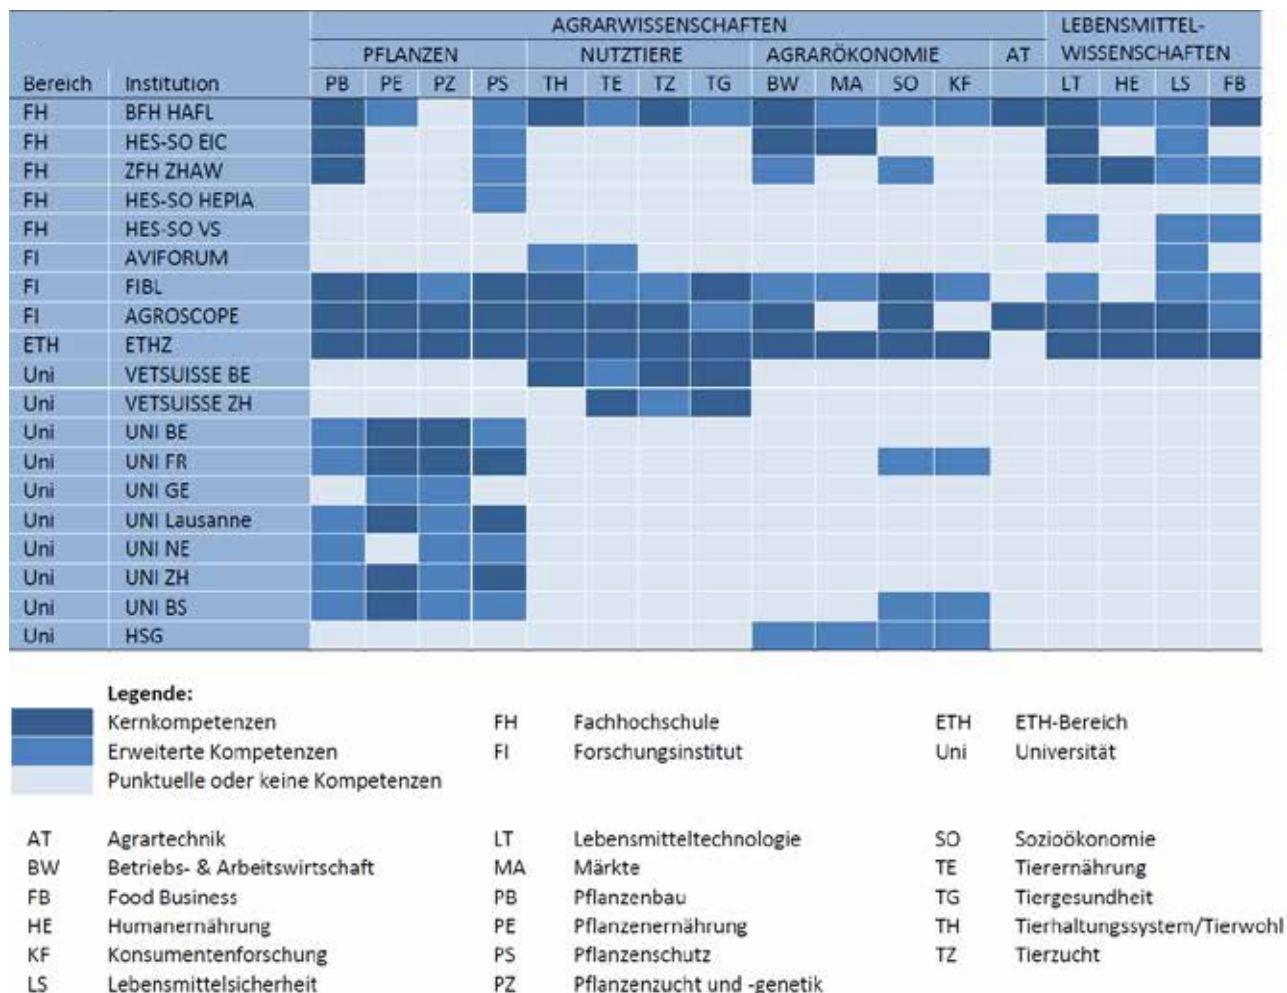 AGRARWISSENSCHAFTEN LEBENSMITTEL-
PFLANZEN NUTZTIERE AGRARÖKONOMIE AT WISSENSCHAFTEN
Bereich Institution PB PE PZ PS TH TE TZ TG BW MA SO KF LT HE LS FB
FH BFH HAFL
FH HES-SO EIC
FH ZFH ZHAW
FH HES-SO HEPIA
FH HES-SO VS
FI AVIFORUM
FI FIBL
FI AGROSCOPE
ETH ETHZ
Uni VETSUISSE BE
Uni VETSUISSE ZH
Uni UNI BE
Uni UNI FR
Uni UNI GE
Uni UNI Lausanne
Uni UNI NE
Uni UNI ZH
Uni UNI BS
Uni HSG
Legende:
Kernkompetenzen FH Fachhochschule ETH ETH-Bereich
Erweiterte Kompetenzen FI Forschungsinstitut Uni Universität
Punktuelle oder keine Kompetenzen
AT Agrartechnik LT Lebensmitteltechnologie SO Sozioökonomie
BW Betriebs- & Arbeitswirtschaft MA Märkte TE Tierernährung
FB Food Business PB Pflanzenbau TG Tiergesundheit
HE Humanernährung PE Pflanzenernährung TH Tierhaltungssystem/Tierwohl
KF Konsumentenforschung PS Pflanzenschutz TZ Tierzucht
LS Lebensmittelsicherheit PZ Pflanzenzucht und -genetik